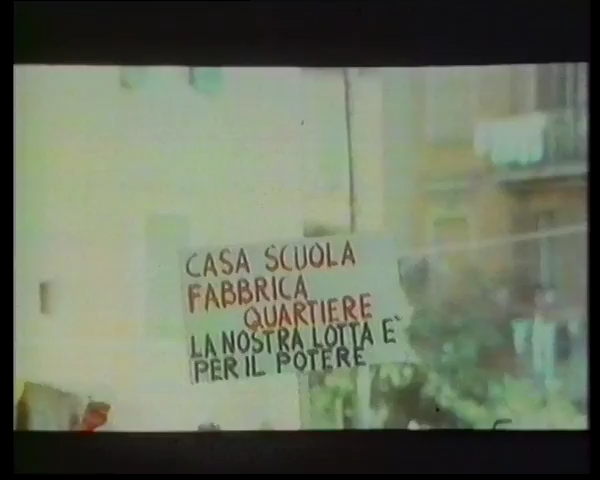 CASA SCUOLA
FABBRICA
QUARTIERE
LA NOSTRA LOTTA E'
PER IL POTERE